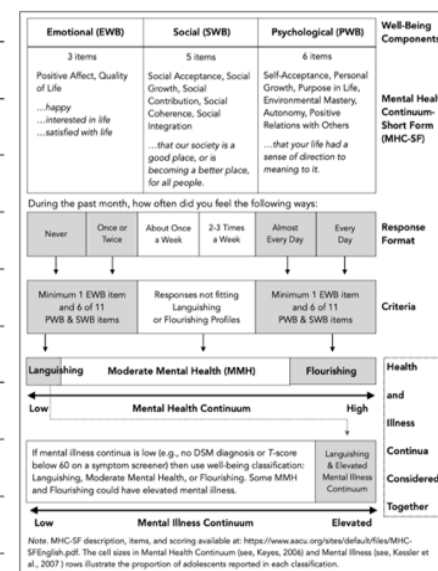 Emotional (EWB)
Social (SWB)
Psychological (PWB)
Well-Being
Components
3 items
5 items
6 items
Positive Affect, Quality
of Life
…happy
…interested in life
…satisfied with life
Social Acceptance, Social
Growth, Social
Contribution, Social
Coherence, Social
Integration
…that our society is a
good place, or is
becoming a better place,
for all people.
Self-Acceptance, Personal
Growth, Purpose in Life,
Environmental Mastery,
Autonomy, Positive
Relations with Others
…that your life had a
sense of direction to
meaning to it.
Mental Healt
Continuum-
Short Form
(MHC-SF)
During the past month, how often did you feel the following ways:
Never
Once or
Twice
About Once
a Week
2-3 Times
a Week
Almost
Every Day
Every
Day
Response
Format
Minimum 1 EWB item
and 6 of 11
PWB & SWB items
Responses not fitting
Languishing
or Flourishing Profiles
Minimum 1 EWB item
and 6 of 11
PWB & SWB items
Criteria
Languishing
Moderate Mental Health (MMH)
Flourishing
Low
Mental Health Continuum
High
Health
and
Illness
Continua
Considered
Together
If mental illness continua is low (e.g., no DSM diagnosis or T-score
below 60 on a symptom screener) then use well-being classification:
Languishing, Moderate Mental Health, or Flourishing. Some MMH
and Flourishing could have elevated mental illness.
Languishing
& Elevated
Mental Illness
Continuum
Low
Mental Illness Continuum
Elevated
Note. MHC-SF description, items, and scoring available at: https://www.aacu.org/sites/default/files/MHC-
SFEnglish.pdf. The cell sizes in Mental Health Continuum (see, Keyes, 2006) and Mental Illness (see, Kessler et
al., 2007 ) rows illustrate the proportion of adolescents reported in each classification.